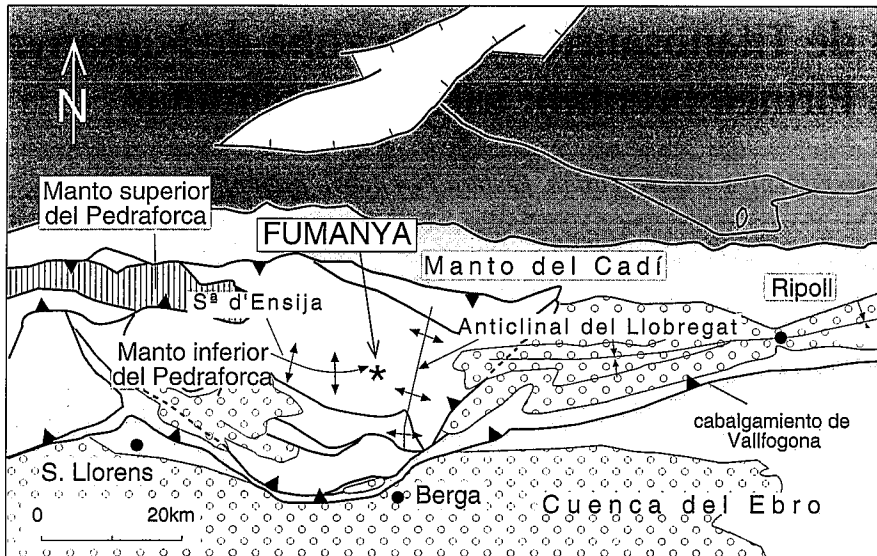 N
Manto superior
del Pedraforca
FUMANYA
Manto del Cadí
Ripoll
Sª d'Ensija
Anticlinal del Llobregat
Manto inferior
del Pedraforca
cabalgamiento de
Vallfogona
S. Llorens
Berga
Cuenca del Ebro
0 20km